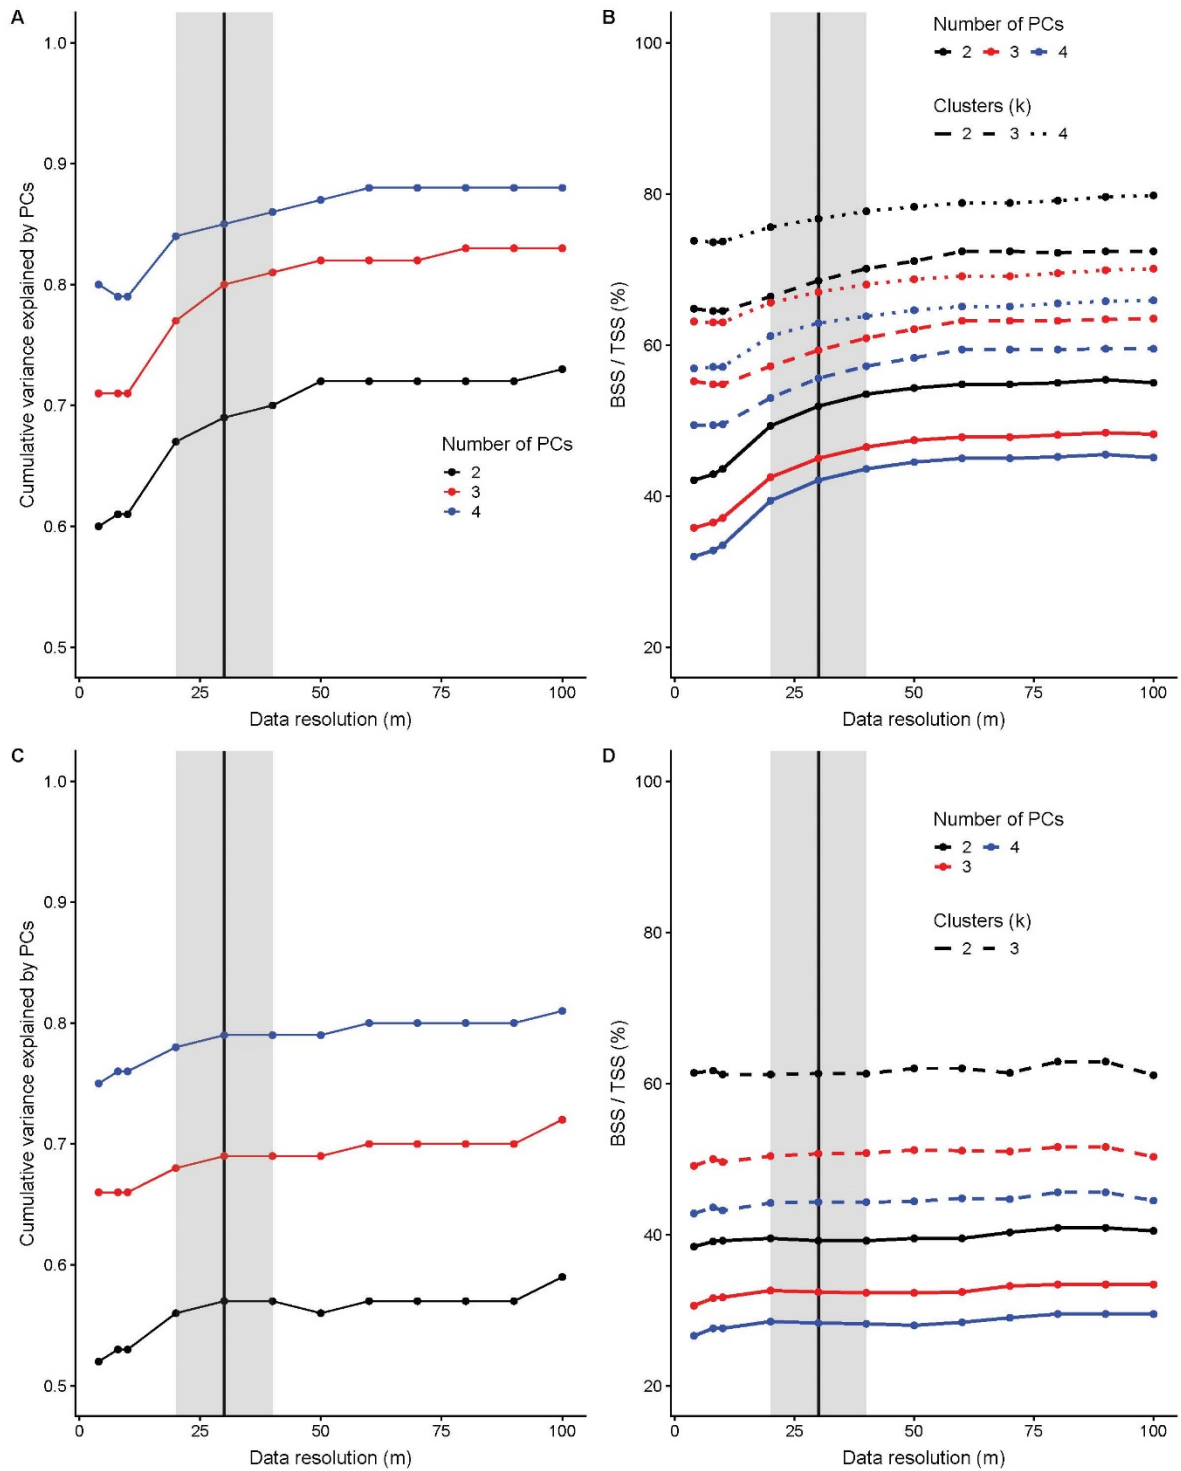 A
1.0
0.9
0.8
0.7
0.6
0.5
Cumulative variance explained by PCs
Number of PCs
2
3
4
0 25 50 75 100
Data resolution (m)
B
100
80
60
40
20
BSS / TSS (%)
Number of PCs
2 3 4
Clusters (k)
2 3 4
0 25 50 75 100
Data resolution (m)
C
1.0
0.9
0.8
0.7
0.6
0.5
Cumulative variance explained by PCs
0 25 50 75 100
Data resolution (m)
D
100
80
60
40
20
BSS / TSS (%)
Number of PCs
2 4
3
Clusters (k)
2 3
0 25 50 75 100
Data resolution (m)